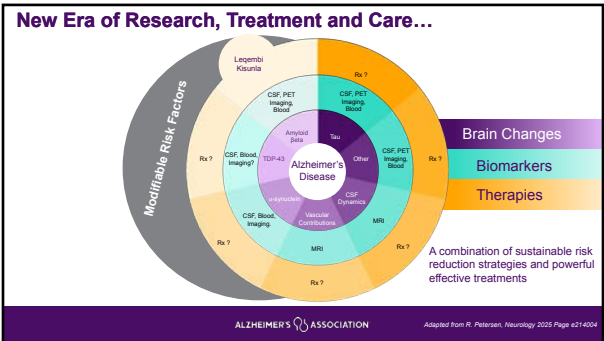 New Era of Research, Treatment and Care…
Modifiable Risk Factors
Leqembi
Kisunla
Rx ?
CSF, PET
Imaging,
Blood
CSF, PET
Imaging,
Blood
Amyloid
Beta
Tau
Rx ?
CSF, Blood,
Imaging?
TDP-43
Alzheimer's
Disease
Other
CSF, PET
Imaging,
Blood
Rx ?
α-synuclein
CSF
Dynamics
Vascular
Contributions
CSF, Blood,
Imaging.
MRI
MRI
Rx ?
Rx ?
Rx ?
Brain Changes
Biomarkers
Therapies
A combination of sustainable risk
reduction strategies and powerful
effective treatments
ALZHEIMER'S ASSOCIATION
Adapted from R. Petersen, Neurology 2025 Page e214004